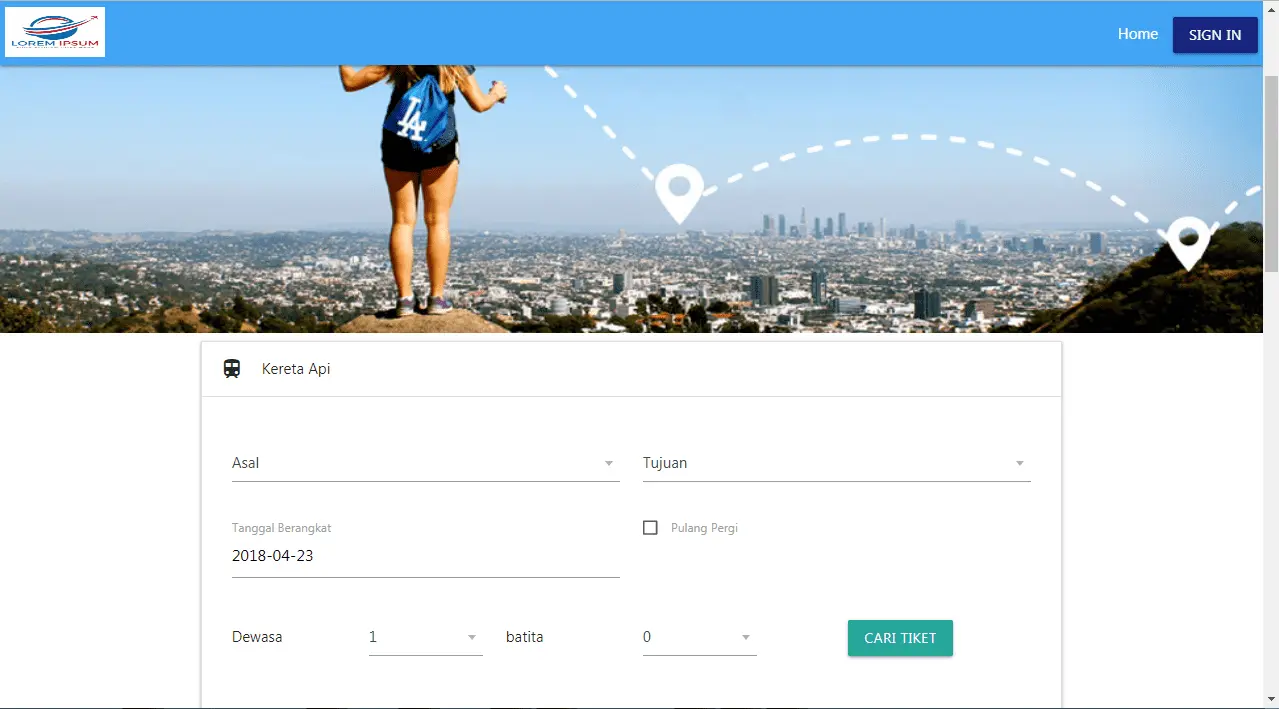 LOREM IPSUM
Home
SIGN IN
LA
Kereta Api
Asal
Tujuan
Tanggal Berangkat
Pulang Pergi
2018-04-23
Dewasa
1
batita
0
CARI TIKET